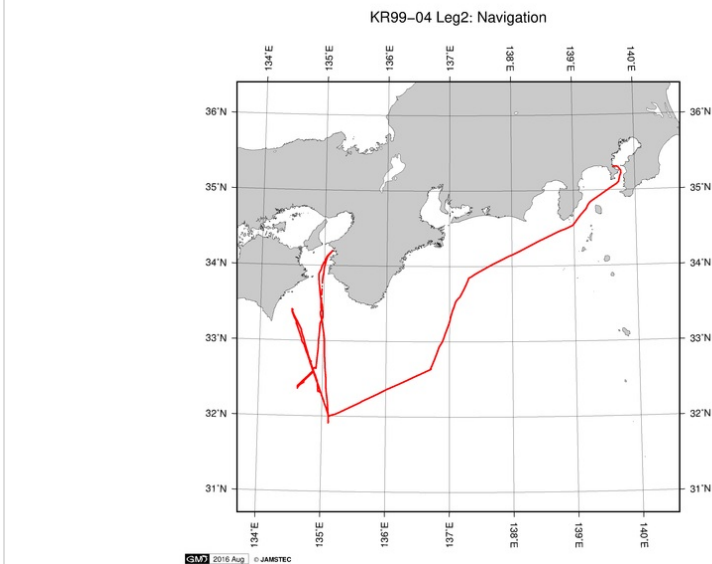 KR99−04 Leg2: Navigation
134˚E 135˚E 136˚E 137˚E 138˚E 139˚E 140˚E
36˚N 36˚N
35˚N 35˚N
34˚N 34˚N
33˚N 33˚N
32˚N 32˚N
31˚N 31˚N
134˚E 135˚E 136˚E 137˚E 138˚E 139˚E 140˚E
GMD 2016 Aug © JAMSTEC